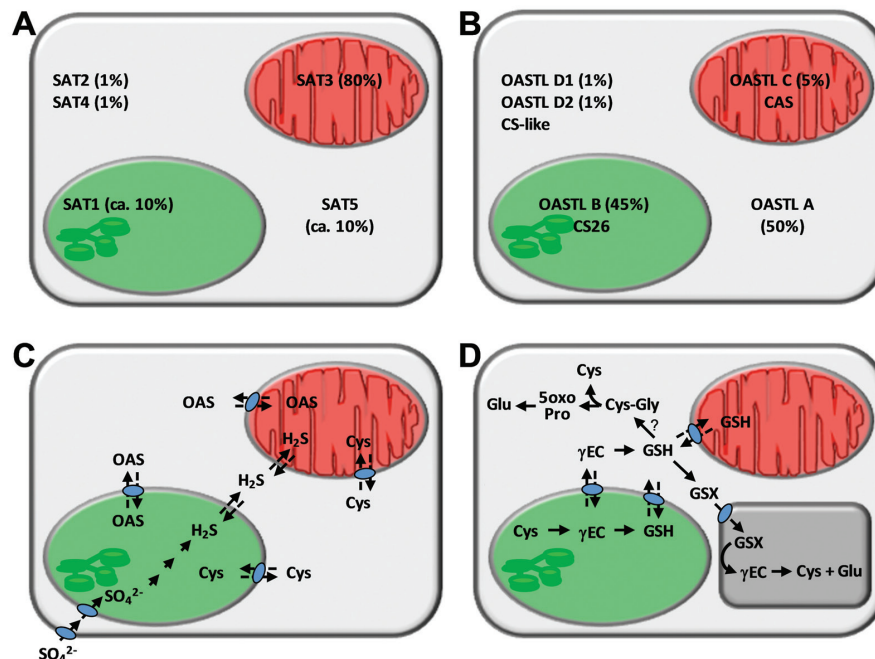 A
SAT2 (1%)
SAT4 (1%)
SAT3 (80%)
SAT1 (ca. 10%)
SAT5
(ca. 10%)
B
OASTL D1 (1%)
OASTL D2 (1%)
CS-like
OASTL C (5%)
CAS
OASTL B (45%)
CS26
OASTL A
(50%)
C
OAS
OAS
H₂S
Cys
Cys
H₂S
OAS
OAS
H₂S
Cys
Cys
SO₄²⁻
SO₄²⁻
D
Cys
Glu
5oxo
Pro
Cys-Gly
?
GSH
γEC
GSH
GSX
Cys
γEC
GSH
GSX
γEC
Cys + Glu